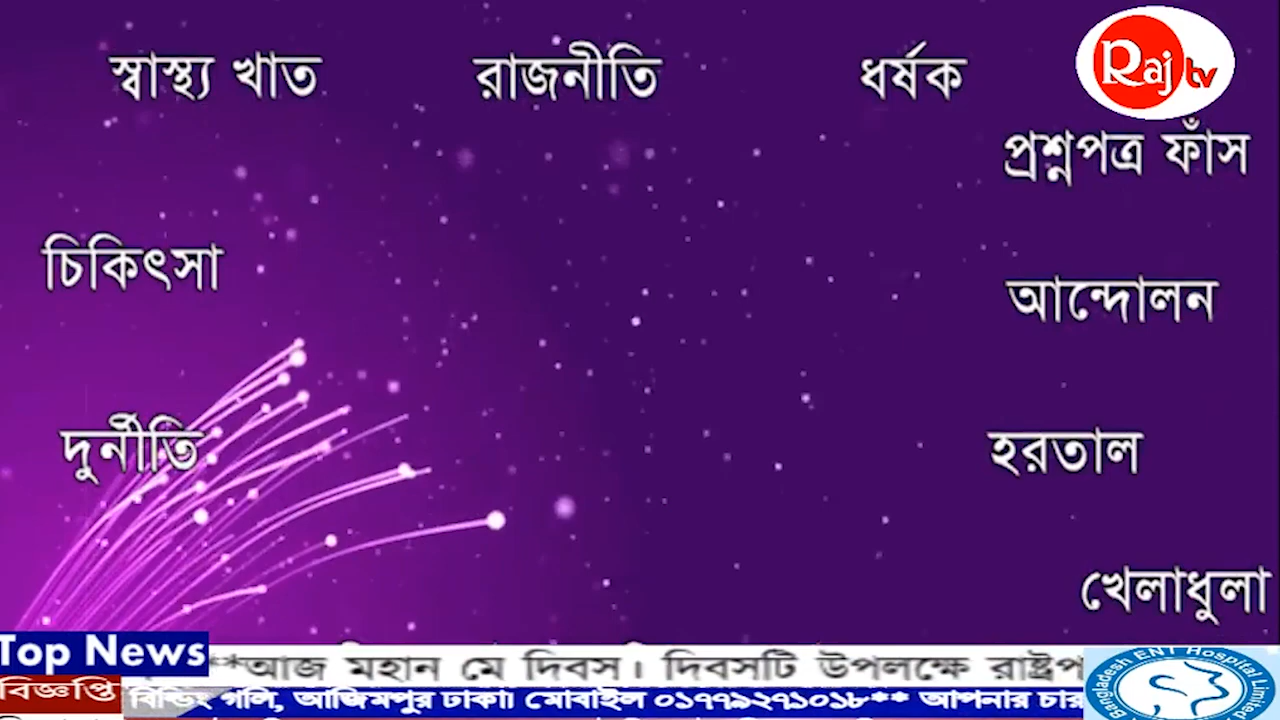 স্বাস্থ্য খাত
রাজনীতি
ধর্ষক
Raj tv
প্রশ্নপত্র ফাঁস
চিকিৎসা
আন্দোলন
দুর্নীতি
হরতাল
খেলাধুলা
Top News
**আজ মহান মে দিবস। দিবসটি উপলক্ষে রাষ্ট্রপ
বিজ্ঞপ্তি
বিল্ডিং গলি, আজিমপুর ঢাকা। মোবাইল ০১৭৭৯২৭১০১৮** আপনার চার
Bangladesh ENT Hospital Limited